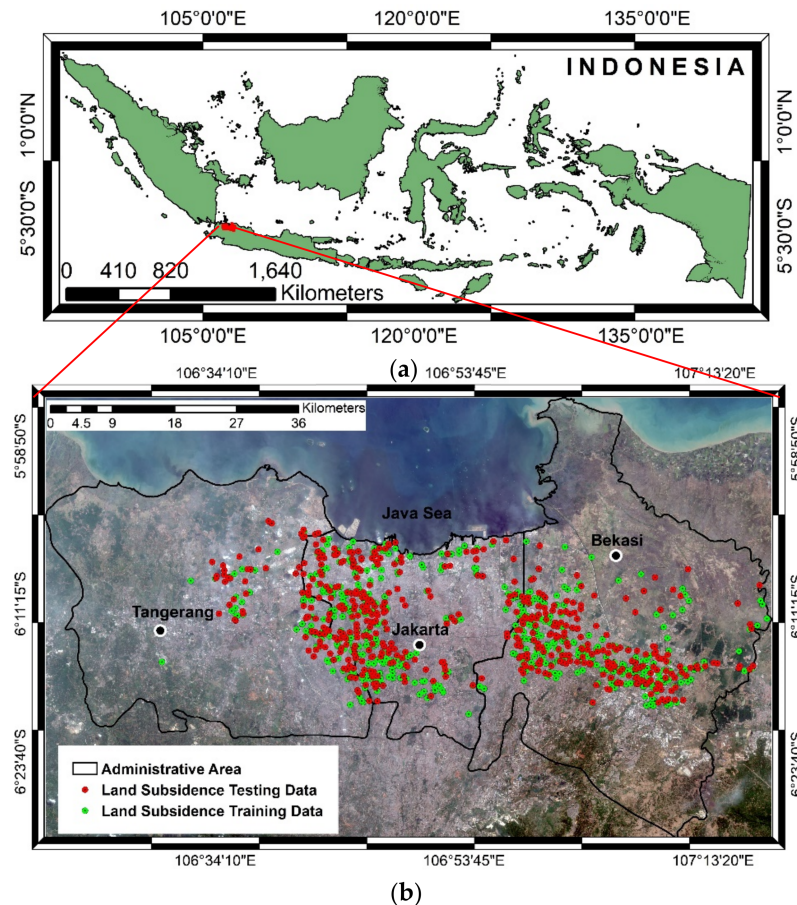 105°0'0"E 120°0'0"E 135°0'0"E
INDONESIA
1°0'0"N 1°0'0"N
5°30'0"S 5°30'0"S
0 410 820 1,640
Kilometers
105°0'0"E 120°0'0"E 135°0'0"E
(a)
106°34'10"E 106°53'45"E 107°13'20"E
Kilometers
0 4.5 9 18 27 36
5°58'50"S 5°58'50"S
Java Sea
Bekasi
6°11'15"S 6°11'15"S
Tangerang
Jakarta
6°23'40"S 6°23'40"S
Administrative Area
Land Subsidence Testing Data
Land Subsidence Training Data
106°34'10"E 106°53'45"E 107°13'20"E
(b)